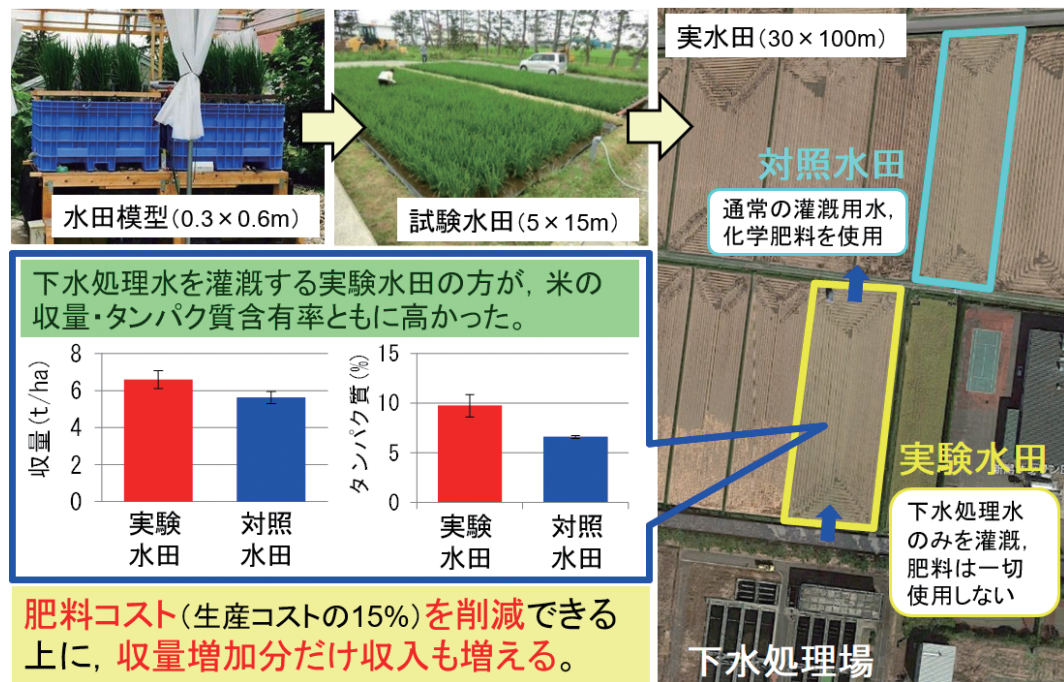 水田模型(0.3×0.6m)
試験水田(5×15m)
実水田(30×100m)
対照水田
通常の灌漑用水,
化学肥料を使用
下水処理水を灌漑する実験水田の方が, 米の
収量・タンパク質含有率ともに高かった。
収量(t/ha)
8
6
4
2
0
実験
水田
対照
水田
タンパク質(%)
15
10
5
0
実験
水田
対照
水田
実験水田
下水処理水
のみを灌漑,
肥料は一切
使用しない
肥料コスト(生産コストの15%)を削減できる
上に, 収量増加分だけ収入も増える。
下水処理場